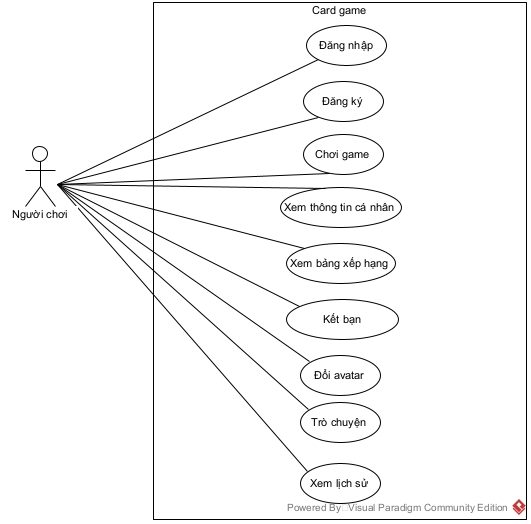 Card game
Đăng nhập
Đăng ký
Chơi game
Người chơi
Xem thông tin cá nhân
Xem bảng xếp hạng
Kết bạn
Đổi avatar
Trò chuyện
Xem lịch sử
Powered By Visual Paradigm Community Edition